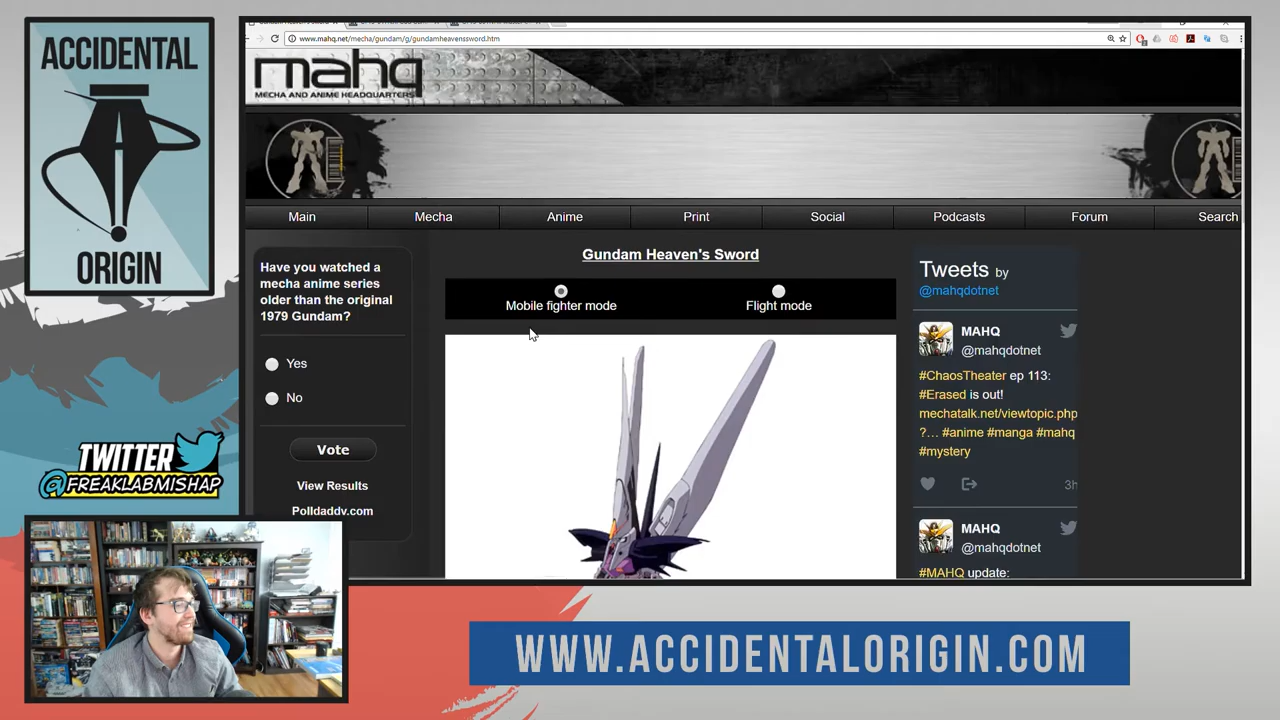 ACCIDENTAL
ORIGIN
TWITTER
@FREAKLABMISHAP
www.mahq.net/mecha/gundam/g/gundamheavenssword.htm
mahq
MECHA AND ANIME HEADQUARTERS
Main
Mecha
Anime
Print
Social
Podcasts
Forum
Search
Have you watched a
mecha anime series
older than the original
1979 Gundam?
Yes
No
Vote
View Results
Polldaddy.com
Gundam Heaven's Sword
Mobile fighter mode
Flight mode
Tweets by
@mahqdotnet
MAHQ
@mahqdotnet
#ChaosTheater ep 113:
#Erased is out!
mechatalk.net/viewtopic.php
?… #anime #manga #mahq
#mystery
3h
MAHQ
@mahqdotnet
#MAHQ update:
WWW.ACCIDENTALORIGIN.COM